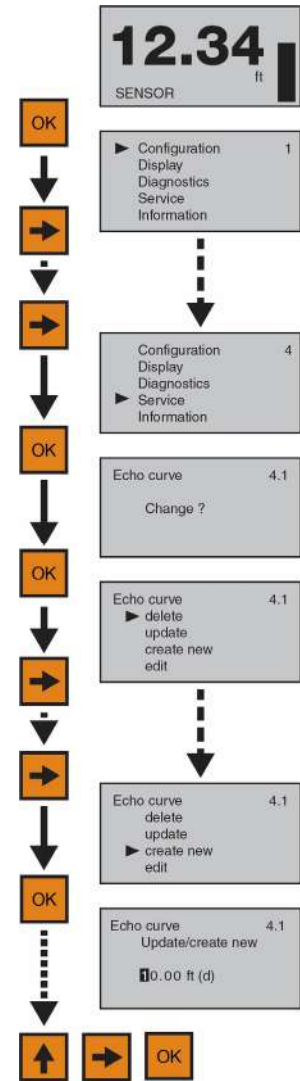 12.34
ft
SENSOR
OK
Configuration 1
Display
Diagnostics
Service
Information
Configuration 4
Display
Diagnostics
Service
Information
OK
Echo curve 4.1
Change ?
OK
Echo curve 4.1
delete
update
create new
edit
Echo curve 4.1
delete
update
create new
edit
OK
Echo curve 4.1
Update/create new
10.00 ft (d)
OK